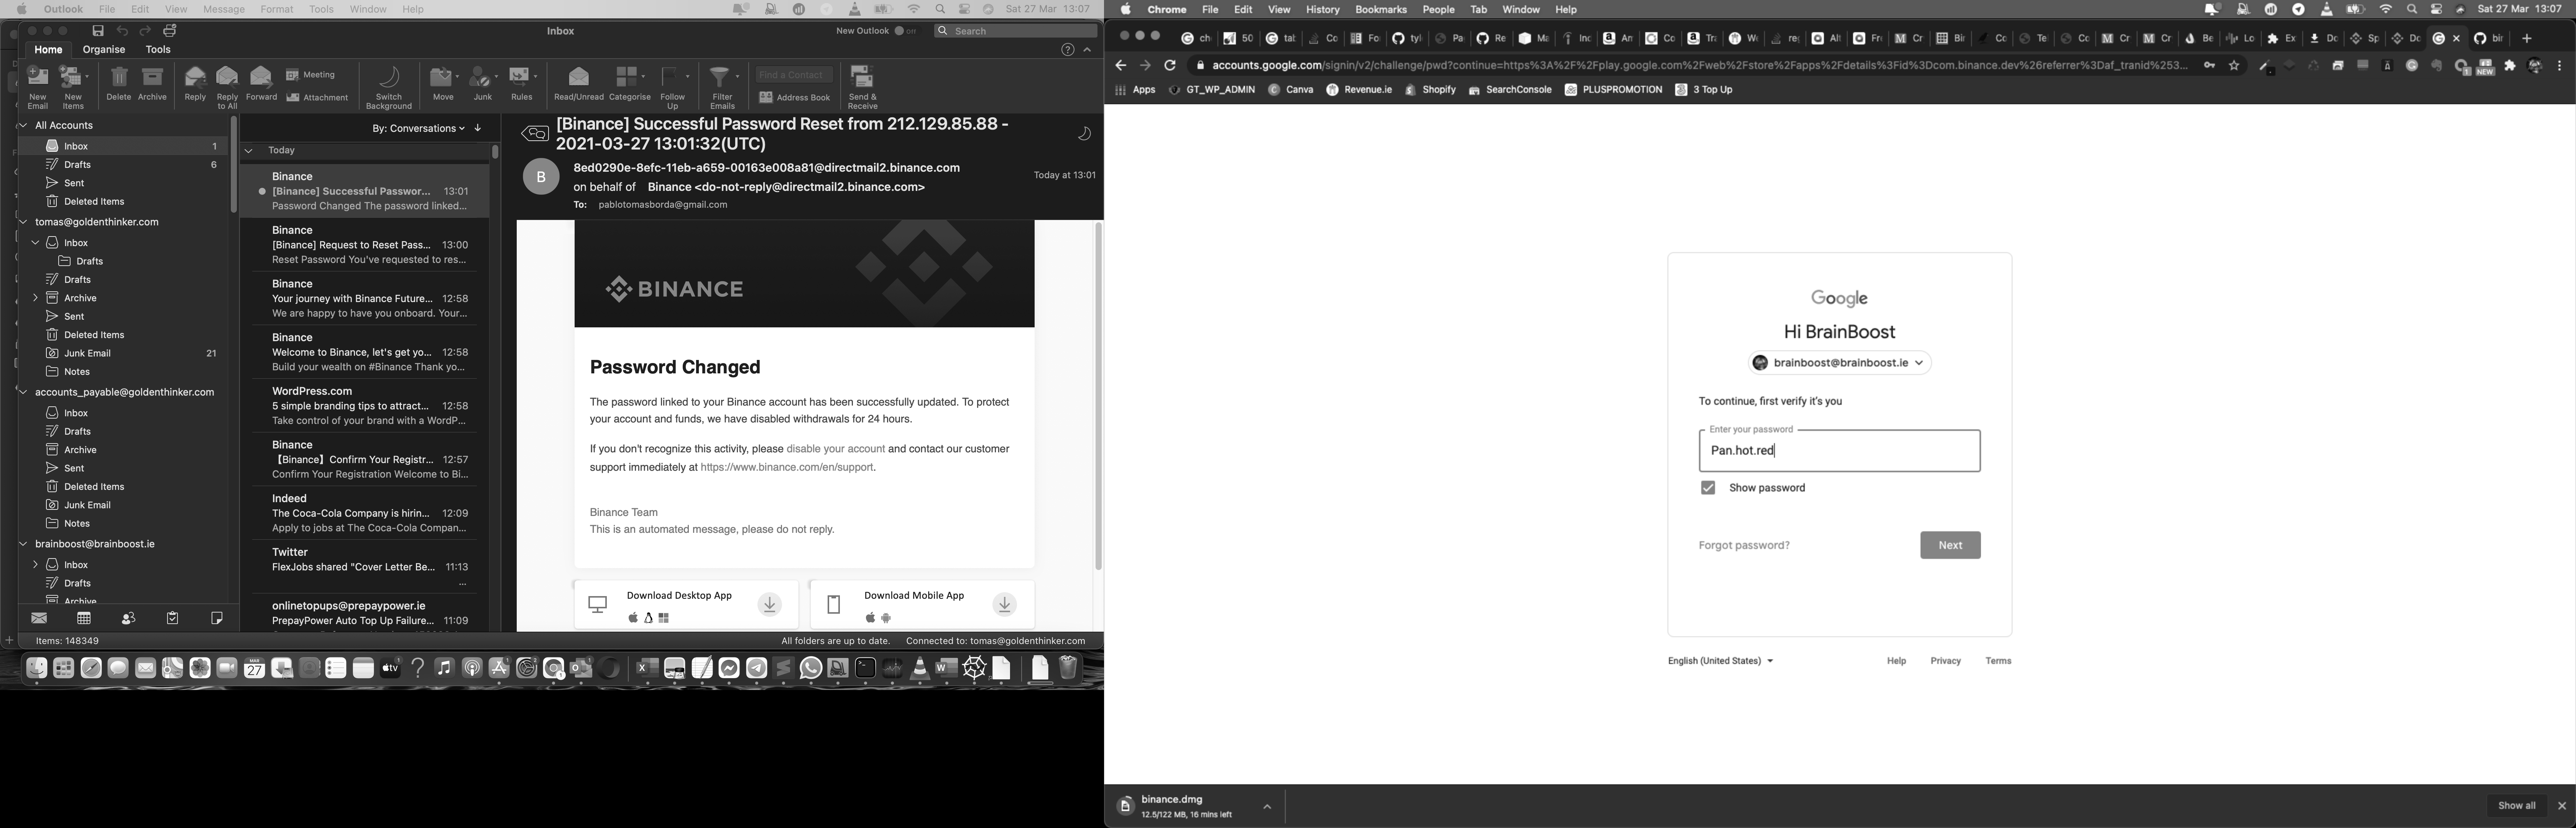 Outlook File Edit View Message Format Tools Window Help Sat 27 Mar 13:07
Inbox
New Outlook
Search
Home Organise Tools
New Email
New Items
Delete
Archive
Reply
Reply to All
Forward
Meeting
Attachment
Switch Background
Move
Junk
Rules
Read/Unread
Categorise
Follow Up
Filter Emails
Find a Contact
Address Book
Send & Receive
All Accounts
Inbox 1
Drafts 6
Sent
Deleted Items
tomas@goldenthinker.com
Inbox
Drafts
Drafts
Archive
Sent
Deleted Items
Junk Email 21
Notes
accounts_payable@goldenthinker.com
Inbox
Drafts
Archive
Sent
Deleted Items
Junk Email
Notes
brainboost@brainboost.ie
Inbox
Drafts
Archive
Items: 148349
By: Conversations
Today
Binance
[Binance] Successful Passwor... 13:01
Password Changed The password linked...
Binance
[Binance] Request to Reset Pass... 13:00
Reset Password You've requested to res...
Binance
Your journey with Binance Future... 12:58
We are happy to have you onboard. Your...
Binance
Welcome to Binance, let's get yo... 12:58
Build your wealth on #Binance Thank yo...
WordPress.com
5 simple branding tips to attract... 12:58
Take control of your brand with a WordP...
Binance
【Binance】Confirm Your Registr... 12:57
Confirm Your Registration Welcome to Bi...
Indeed
The Coca-Cola Company is hirin... 12:09
Apply to jobs at The Coca-Cola Compan...
Twitter
FlexJobs shared "Cover Letter Be... 11:13
...
onlinetopups@prepaypower.ie
PrepayPower Auto Top Up Failure... 11:09
[Binance] Successful Password Reset from 212.129.85.88 -
2021-03-27 13:01:32(UTC)
B
8ed0290e-8efc-11eb-a659-00163e008a81@directmail2.binance.com
on behalf of Binance <do-not-reply@directmail2.binance.com>
To: pablotomasborda@gmail.com
Today at 13:01
BINANCE
Password Changed
The password linked to your Binance account has been successfully updated. To protect
your account and funds, we have disabled withdrawals for 24 hours.
If you don't recognize this activity, please disable your account and contact our customer
support immediately at https://www.binance.com/en/support.
Binance Team
This is an automated message, please do not reply.
Download Desktop App
Download Mobile App
All folders are up to date. Connected to: tomas@goldenthinker.com
Chrome File Edit View History Bookmarks People Tab Window Help Sat 27 Mar 13:07
accounts.google.com/signin/v2/challenge/pwd?continue=https%3A%2F%2Fplay.google.com%2Fweb%2Fstore%2Fapps%2Fdetails%3Fid%3Dcom.binance.dev%26referrer%3Daf_tranid%253...
NEW
Apps GT_WP_ADMIN Canva Revenue.ie Shopify SearchConsole PLUSPROMOTION 3 Top Up
Google
Hi BrainBoost
brainboost@brainboost.ie
To continue, first verify it's you
Enter your password
Pan.hot.red
Show password
Forgot password?
Next
English (United States)
Help Privacy Terms
binance.dmg
12.5/122 MB, 16 mins left
Show all